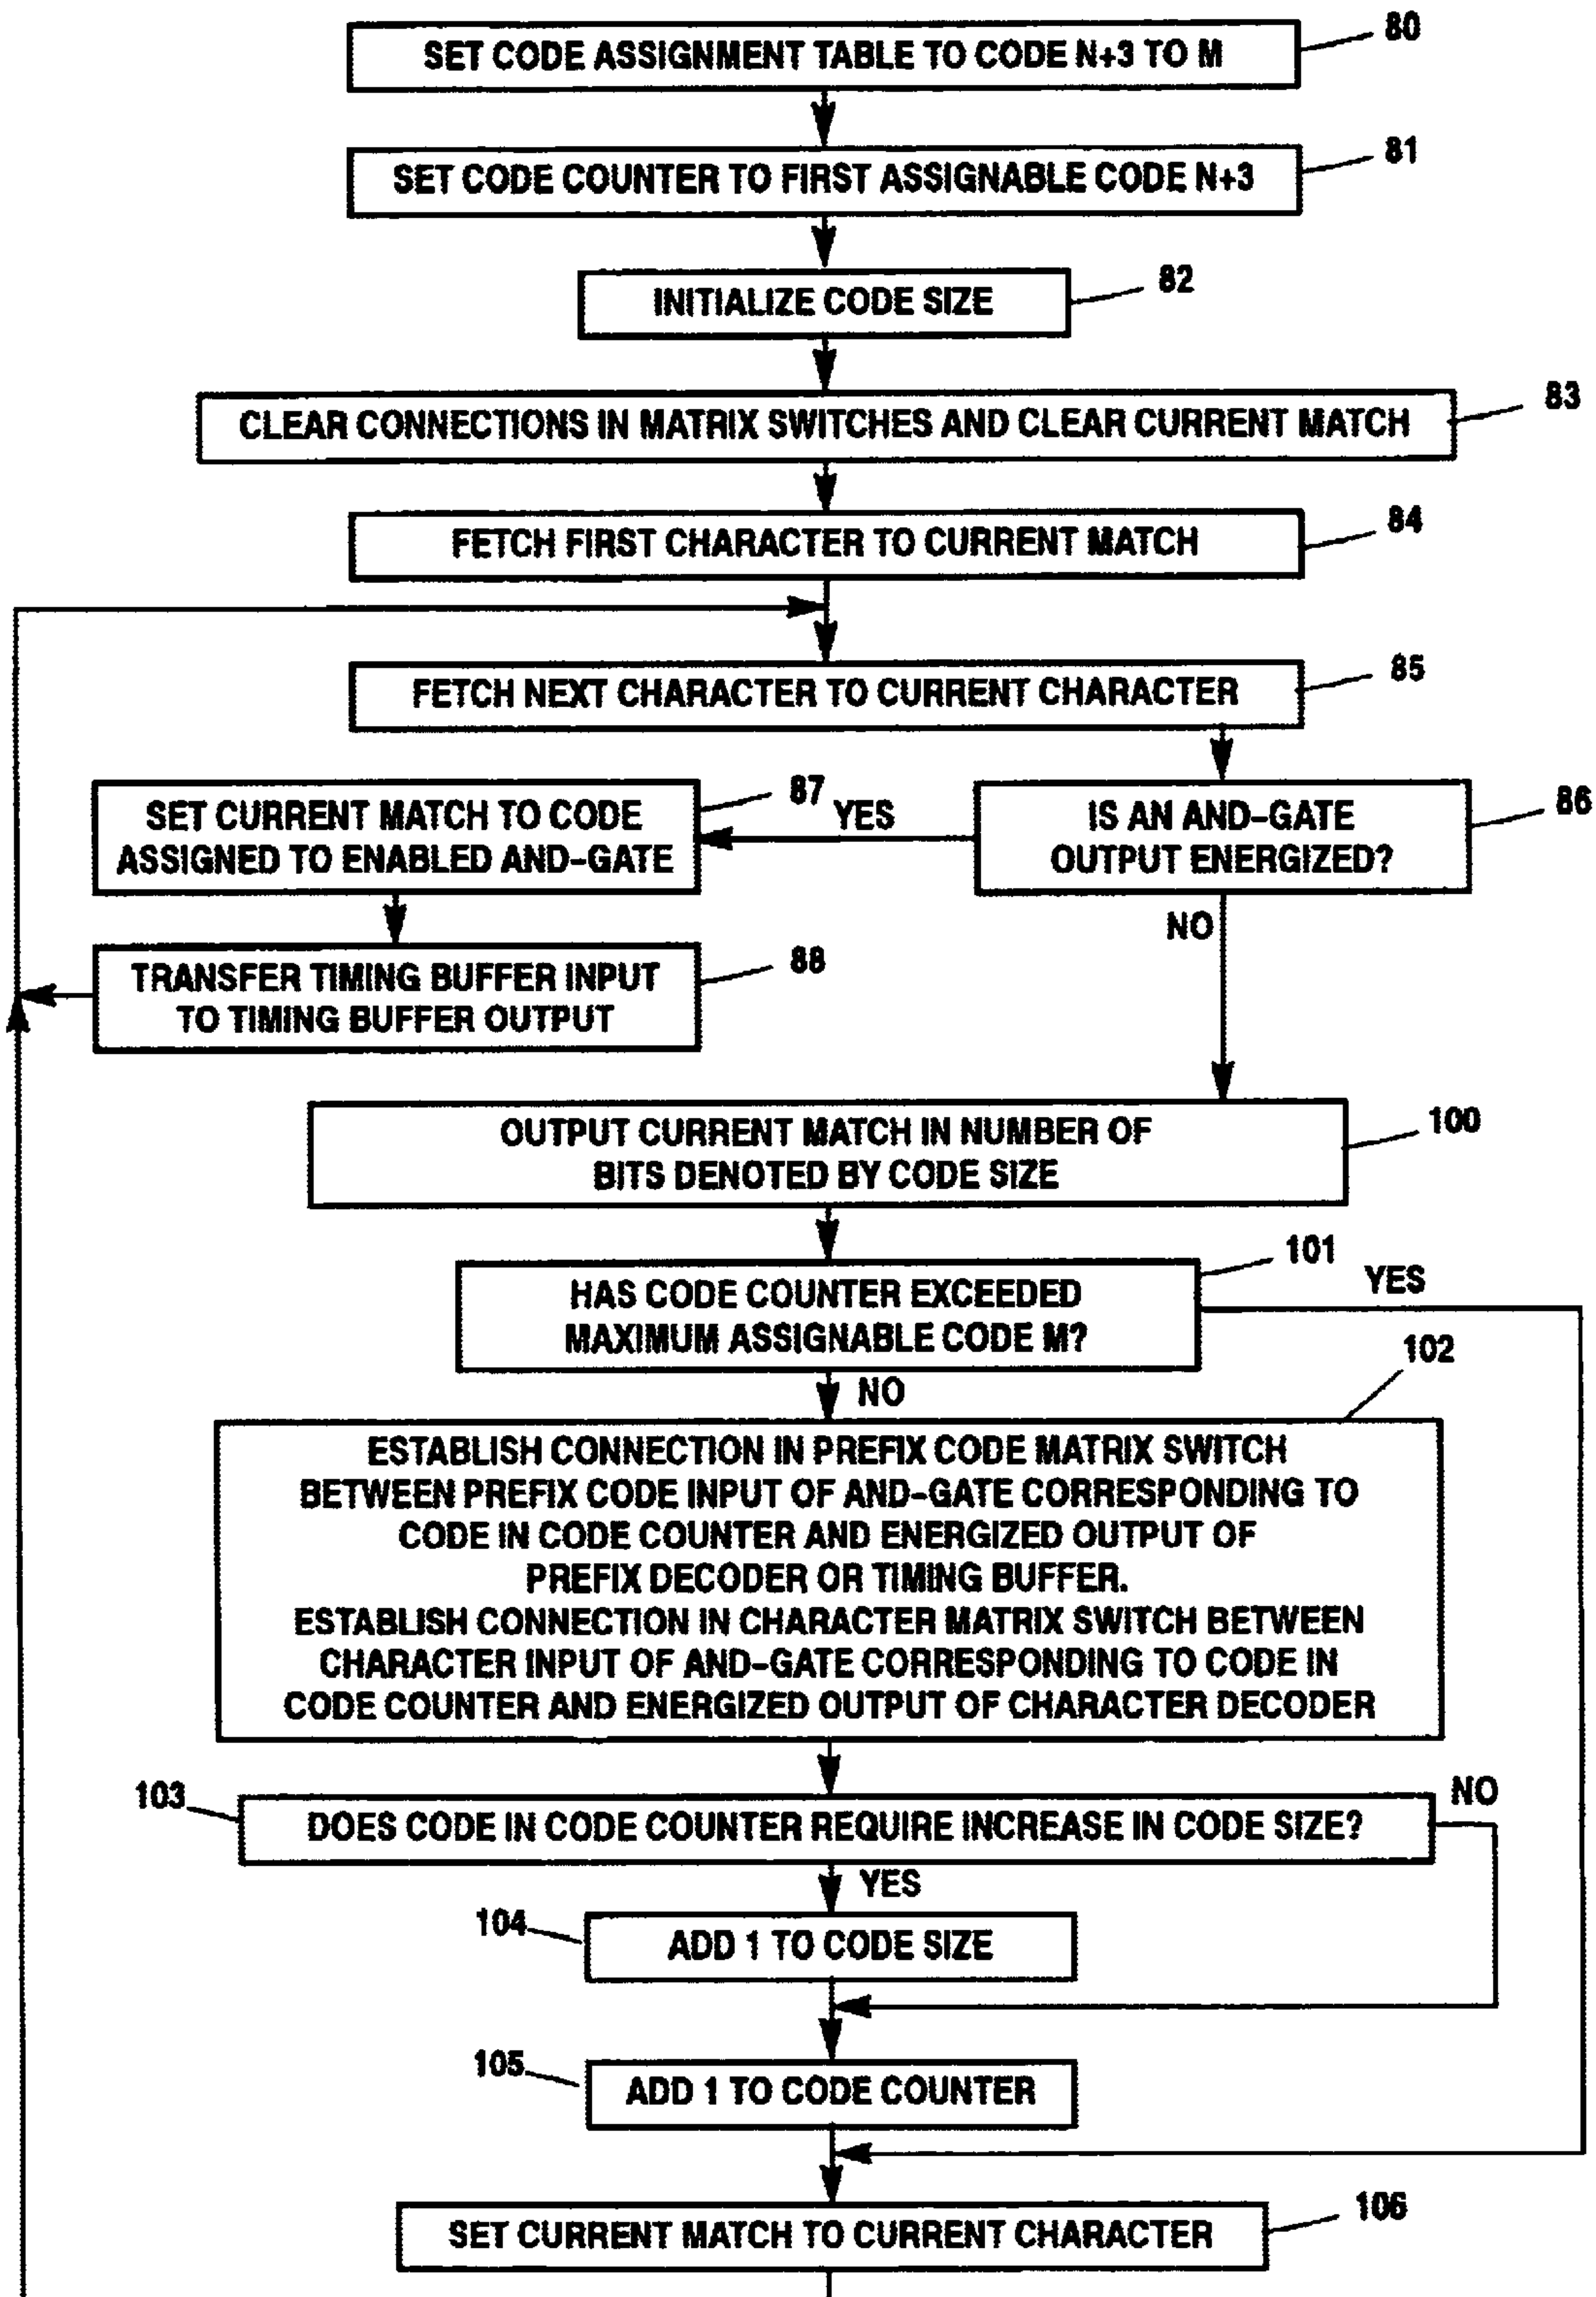 80
SET CODE ASSIGNMENT TABLE TO CODE N+3 TO M
81
SET CODE COUNTER TO FIRST ASSIGNABLE CODE N+3
82
INITIALIZE CODE SIZE
83
CLEAR CONNECTIONS IN MATRIX SWITCHES AND CLEAR CURRENT MATCH
84
FETCH FIRST CHARACTER TO CURRENT MATCH
85
FETCH NEXT CHARACTER TO CURRENT CHARACTER
87
SET CURRENT MATCH TO CODE
ASSIGNED TO ENABLED AND-GATE
YES
86
IS AN AND-GATE
OUTPUT ENERGIZED?
NO
88
TRANSFER TIMING BUFFER INPUT
TO TIMING BUFFER OUTPUT
100
OUTPUT CURRENT MATCH IN NUMBER OF
BITS DENOTED BY CODE SIZE
101
HAS CODE COUNTER EXCEEDED
MAXIMUM ASSIGNABLE CODE M?
YES
NO
102
ESTABLISH CONNECTION IN PREFIX CODE MATRIX SWITCH
BETWEEN PREFIX CODE INPUT OF AND-GATE CORRESPONDING TO
CODE IN CODE COUNTER AND ENERGIZED OUTPUT OF
PREFIX DECODER OR TIMING BUFFER.
ESTABLISH CONNECTION IN CHARACTER MATRIX SWITCH BETWEEN
CHARACTER INPUT OF AND-GATE CORRESPONDING TO CODE IN
CODE COUNTER AND ENERGIZED OUTPUT OF CHARACTER DECODER
103
DOES CODE IN CODE COUNTER REQUIRE INCREASE IN CODE SIZE?
NO
YES
104
ADD 1 TO CODE SIZE
105
ADD 1 TO CODE COUNTER
106
SET CURRENT MATCH TO CURRENT CHARACTER